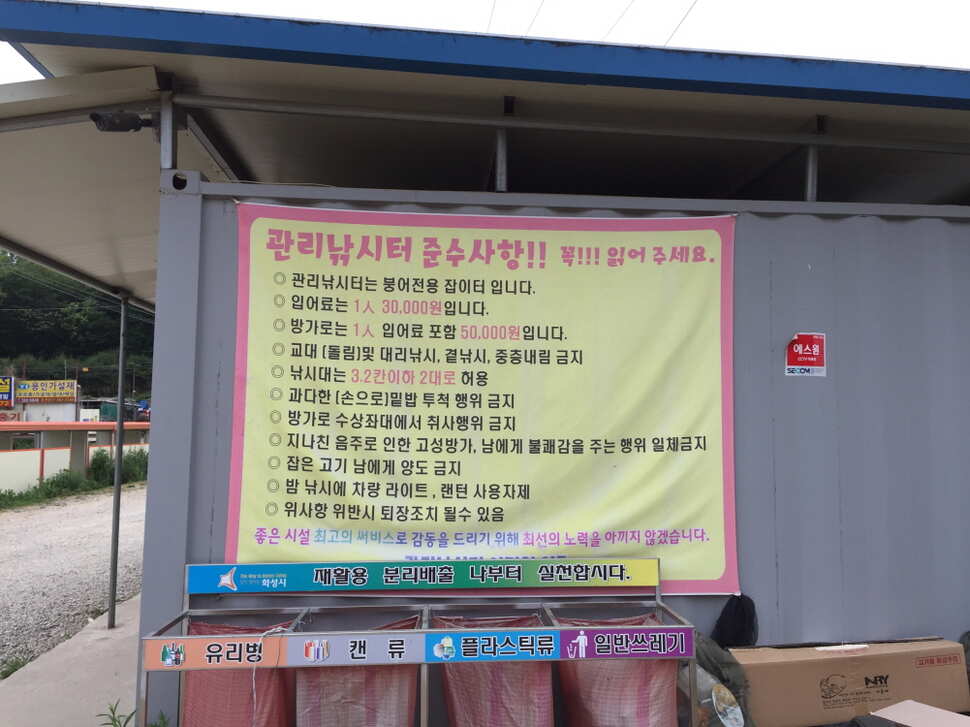 관리낚시터 준수사항!! 꼭!!! 읽어 주세요.
◎ 관리낚시터는 붕어전용 잡이터 입니다.
◎ 입어료는 1人 30,000원입니다.
◎ 방가로는 1人 입어료 포함 50,000원입니다.
◎ 교대 (돌림)및 대리낚시, 곁낚시, 중층내림 금지
◎ 낚시대는 3.2칸이하 2대로 허용
◎ 과다한 (손으로)밑밥 투척 행위 금지
◎ 방가로 수상좌대에서 취사행위 금지
◎ 지나친 음주로 인한 고성방가, 남에게 불쾌감을 주는 행위 일체금지
◎ 잡은 고기 남에게 양도 금지
◎ 밤 낚시에 차량 라이트 , 랜턴 사용자제
◎ 위사항 위반시 퇴장조치 될수 있음
좋은 시설 최고의 써비스로 감동을 드리기 위해 최선의 노력을 아끼지 않겠습니다.
화성시
재활용 분리배출 나부터 실천합시다.
유리병
캔 류
플라스틱류
일반쓰레기
에스원
SECOM
용인가설재